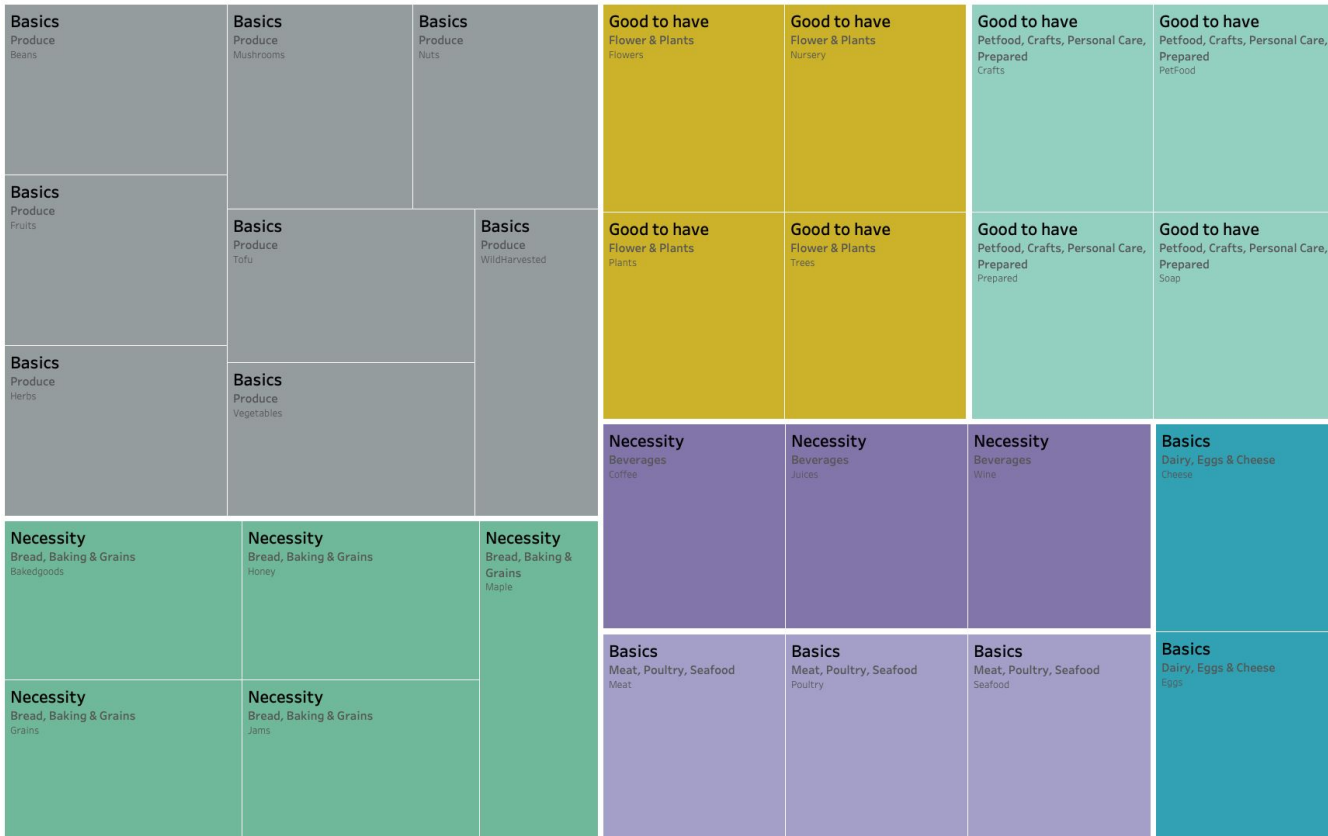 Basics
Produce
Beans
Basics
Produce
Mushrooms
Basics
Produce
Nuts
Basics
Produce
Fruits
Basics
Produce
Tofu
Basics
Produce
WildHarvested
Basics
Produce
Herbs
Basics
Produce
Vegetables
Good to have
Flower & Plants
Flowers
Good to have
Flower & Plants
Nursery
Good to have
Flower & Plants
Plants
Good to have
Flower & Plants
Trees
Good to have
Petfood, Crafts, Personal Care,
Prepared
Crafts
Good to have
Petfood, Crafts, Personal Care,
Prepared
PetFood
Good to have
Petfood, Crafts, Personal Care,
Prepared
Prepared
Good to have
Petfood, Crafts, Personal Care,
Prepared
Soap
Necessity
Bread, Baking & Grains
Bakedgoods
Necessity
Bread, Baking & Grains
Honey
Necessity
Bread, Baking &
Grains
Maple
Necessity
Bread, Baking & Grains
Grains
Necessity
Bread, Baking & Grains
Jams
Necessity
Beverages
Coffee
Necessity
Beverages
Juices
Necessity
Beverages
Wine
Basics
Meat, Poultry, Seafood
Meat
Basics
Meat, Poultry, Seafood
Poultry
Basics
Meat, Poultry, Seafood
Seafood
Basics
Dairy, Eggs & Cheese
Cheese
Basics
Dairy, Eggs & Cheese
Eggs